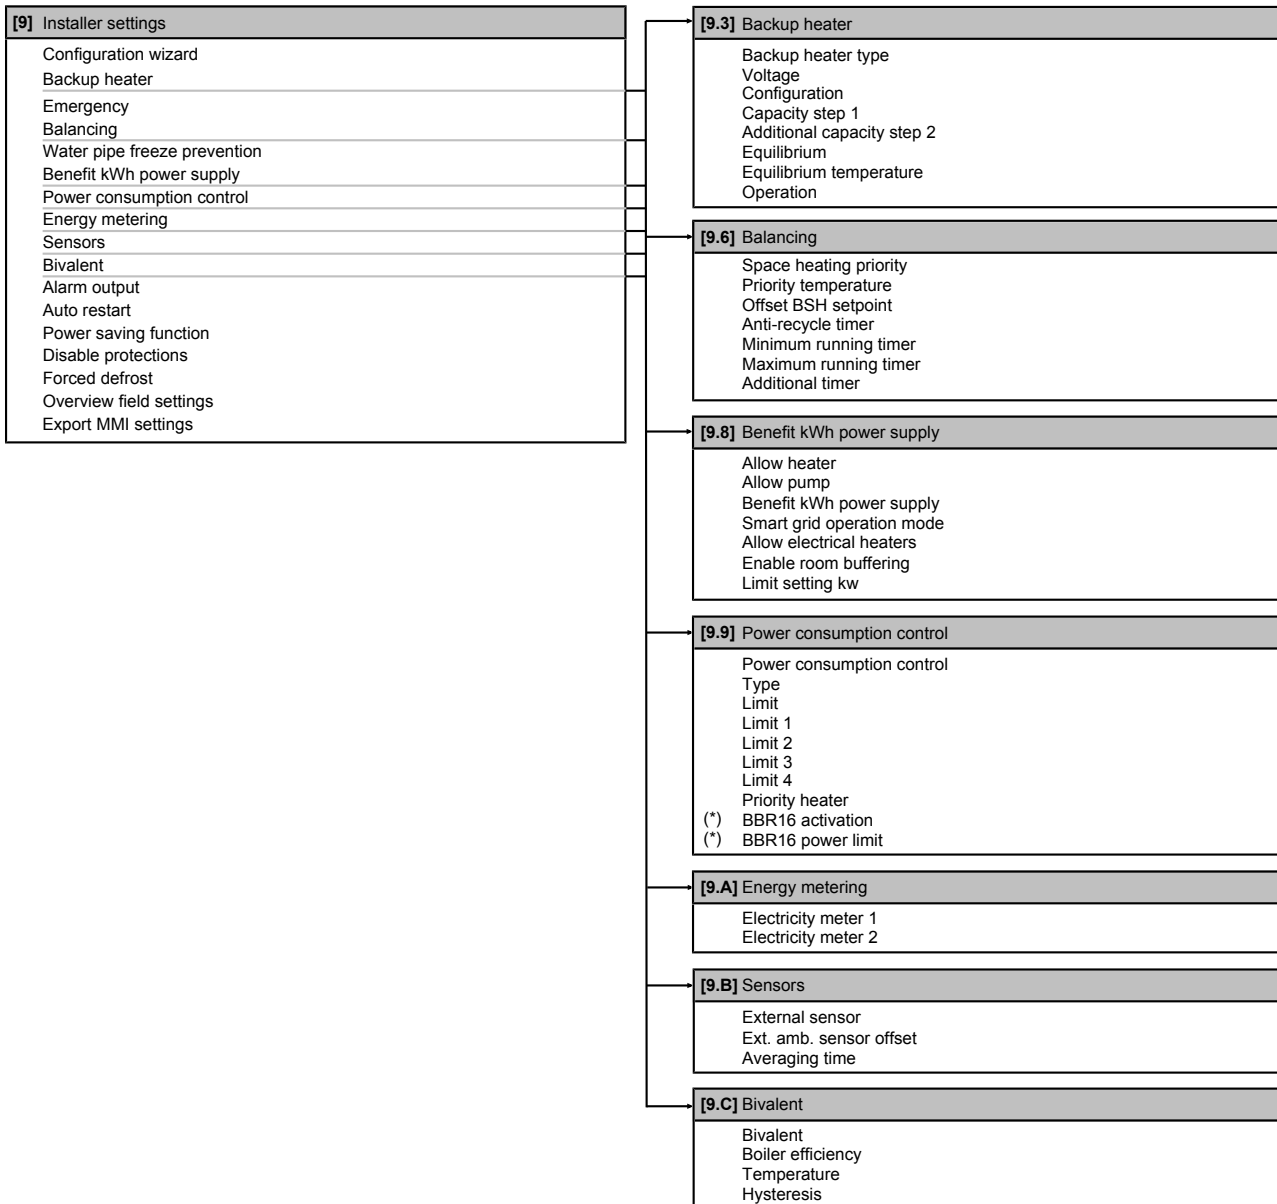 [9] Installer settings
Configuration wizard
Backup heater
Emergency
Balancing
Water pipe freeze prevention
Benefit kWh power supply
Power consumption control
Energy metering
Sensors
Bivalent
Alarm output
Auto restart
Power saving function
Disable protections
Forced defrost
Overview field settings
Export MMI settings
[9.3] Backup heater
Backup heater type
Voltage
Configuration
Capacity step 1
Additional capacity step 2
Equilibrium
Equilibrium temperature
Operation
[9.6] Balancing
Space heating priority
Priority temperature
Offset BSH setpoint
Anti-recycle timer
Minimum running timer
Maximum running timer
Additional timer
[9.8] Benefit kWh power supply
Allow heater
Allow pump
Benefit kWh power supply
Smart grid operation mode
Allow electrical heaters
Enable room buffering
Limit setting kw
[9.9] Power consumption control
Power consumption control
Type
Limit
Limit 1
Limit 2
Limit 3
Limit 4
Priority heater
(*) BBR16 activation
(*) BBR16 power limit
[9.A] Energy metering
Electricity meter 1
Electricity meter 2
[9.B] Sensors
External sensor
Ext. amb. sensor offset
Averaging time
[9.C] Bivalent
Bivalent
Boiler efficiency
Temperature
Hysteresis